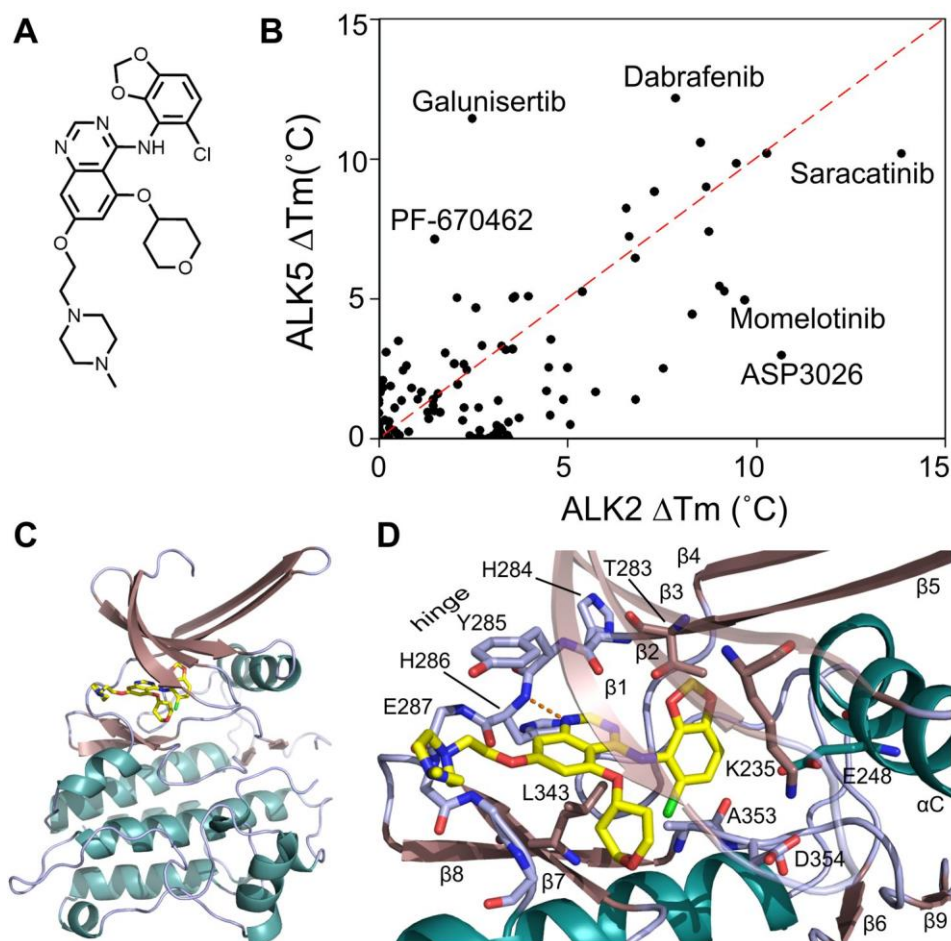 A
O
O
N
NH
N
Cl
O
O
O
N
N
B
15
Galunisertib
Dabrafenib
10
Saracatinib
PF-670462
ALK5 ΔTm(˚C)
5
Momelotinib
ASP3026
0
0
5
10
15
ALK2 ΔTm (˚C)
C
D
H284
T283
β4
β3
β5
hinge
Y285
β2
H286
β1
E287
K235
E248
L343
αC
A353
D354
β8
β7
β6
β9